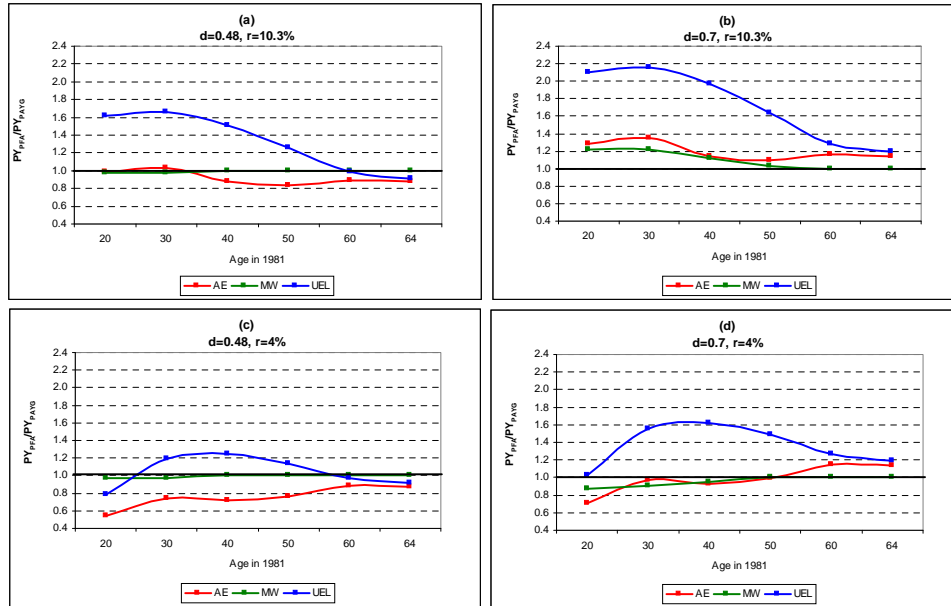 (a)
d=0.48, r=10.3%
PY_PFA/PY_PAYG
2.4
2.2
2.0
1.8
1.6
1.4
1.2
1.0
0.8
0.6
0.4
20 30 40 50 60 64
Age in 1981
AE MW UEL
(b)
d=0.7, r=10.3%
PY_PFA/PY_PAYG
2.4
2.2
2.0
1.8
1.6
1.4
1.2
1.0
0.8
0.6
0.4
20 30 40 50 60 64
Age in 1981
AE MW UEL
(c)
d=0.48, r=4%
PY_PFA/PY_PAYG
2.4
2.2
2.0
1.8
1.6
1.4
1.2
1.0
0.8
0.6
0.4
20 30 40 50 60 64
Age in 1981
AE MW UEL
(d)
d=0.7, r=4%
PY_PFA/PY_PAYG
2.4
2.2
2.0
1.8
1.6
1.4
1.2
1.0
0.8
0.6
0.4
20 30 40 50 60 64
Age in 1981
AE MW UEL